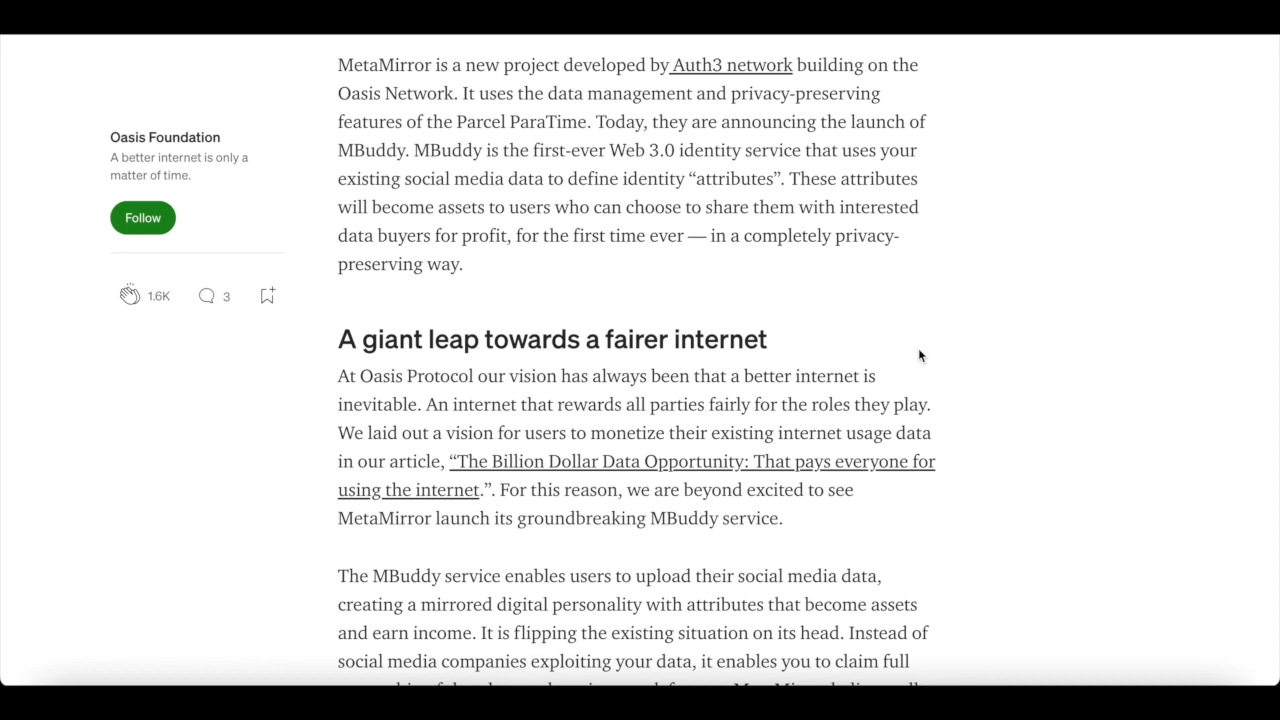 MetaMirror is a new project developed by Auth3 network building on the
Oasis Network. It uses the data management and privacy-preserving
features of the Parcel ParaTime. Today, they are announcing the launch of
MBuddy. MBuddy is the first-ever Web 3.0 identity service that uses your
existing social media data to define identity “attributes”. These attributes
will become assets to users who can choose to share them with interested
data buyers for profit, for the first time ever — in a completely privacy-
preserving way.
Oasis Foundation
A better internet is only a
matter of time.
Follow
1.6K
3
A giant leap towards a fairer internet
At Oasis Protocol our vision has always been that a better internet is
inevitable. An internet that rewards all parties fairly for the roles they play.
We laid out a vision for users to monetize their existing internet usage data
in our article, “The Billion Dollar Data Opportunity: That pays everyone for
using the internet.”. For this reason, we are beyond excited to see
MetaMirror launch its groundbreaking MBuddy service.
The MBuddy service enables users to upload their social media data,
creating a mirrored digital personality with attributes that become assets
and earn income. It is flipping the existing situation on its head. Instead of
social media companies exploiting your data, it enables you to claim full